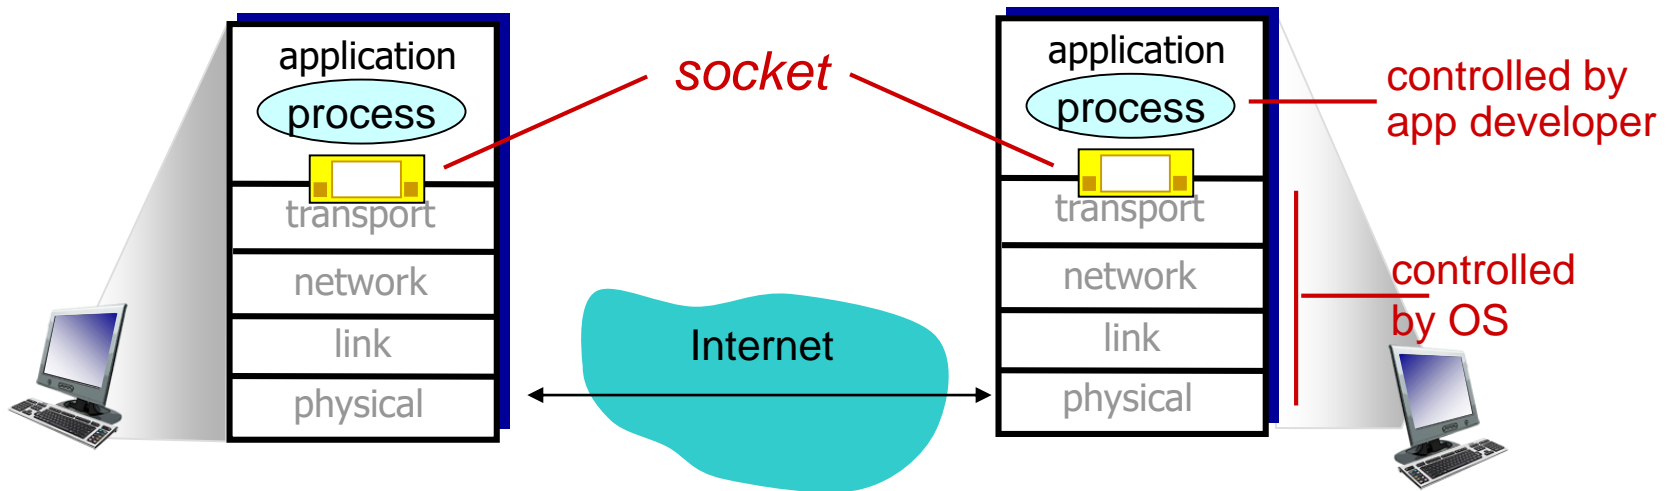 application
process
transport
network
link
physical
socket
Internet
application
process
transport
network
link
physical
controlled by
app developer
controlled
by OS